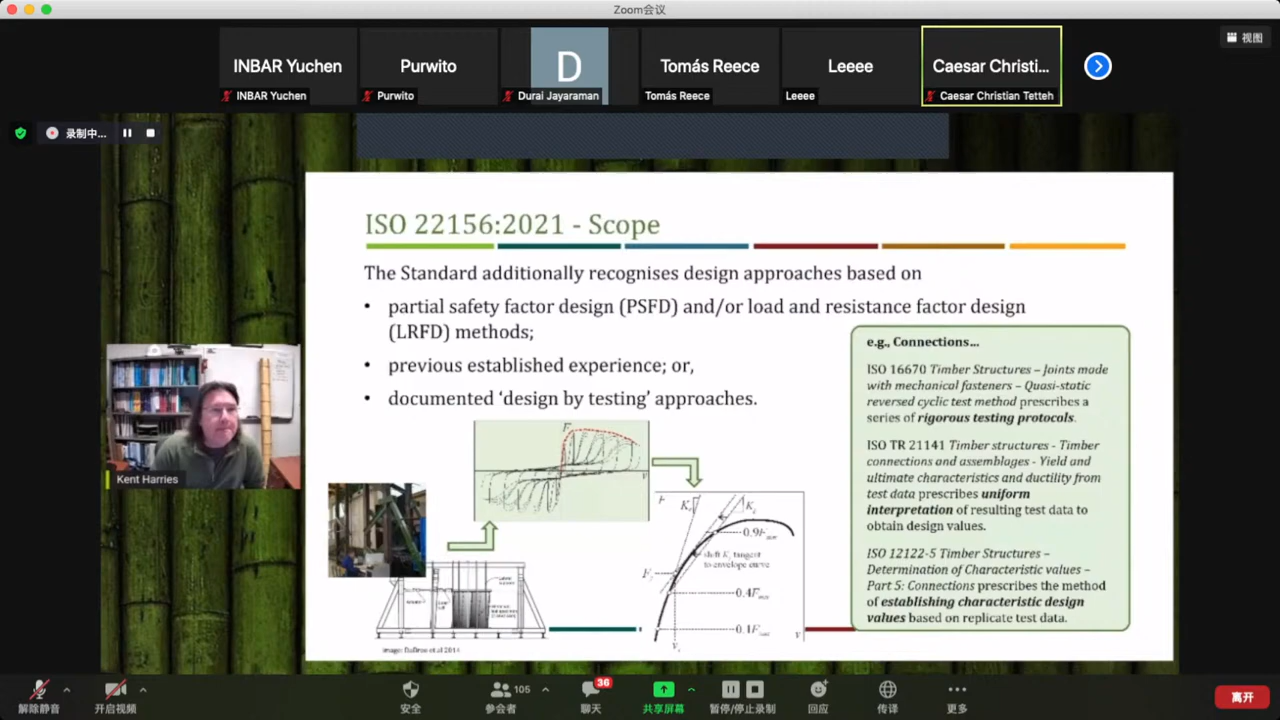 Zoom会议
INBAR Yuchen
Purwito
D
Tomás Reece
Leeee
Caesar Christi...
INBAR Yuchen
Purwito
Durai Jayaraman
Tomás Reece
Leeee
Caesar Christian Tetteh
视图
录制中...
ISO 22156:2021 - Scope
The Standard additionally recognises design approaches based on
• partial safety factor design (PSFD) and/or load and resistance factor design
(LRFD) methods;
• previous established experience; or,
• documented ‘design by testing’ approaches.
e.g., Connections...
ISO 16670 Timber Structures – Joints made
with mechanical fasteners – Quasi-static
reversed cyclic test method prescribes a
series of rigorous testing protocols.
ISO TR 21141 Timber structures - Timber
connections and assemblages - Yield and
ultimate characteristics and ductility from
test data prescribes uniform
interpretation of resulting test data to
obtain design values.
ISO 12122-5 Timber Structures –
Determination of Characteristic values –
Part 5: Connections prescribes the method
of establishing characteristic design
values based on replicate test data.
Kent Harries
F
F
V
shift K tangent
to envelope curve
0.9F
0.4F
0.1F
V
解除静音
开启视频
安全
105
参会者
36
聊天
共享屏幕
暂停/停止录制
回应
传译
更多
离开